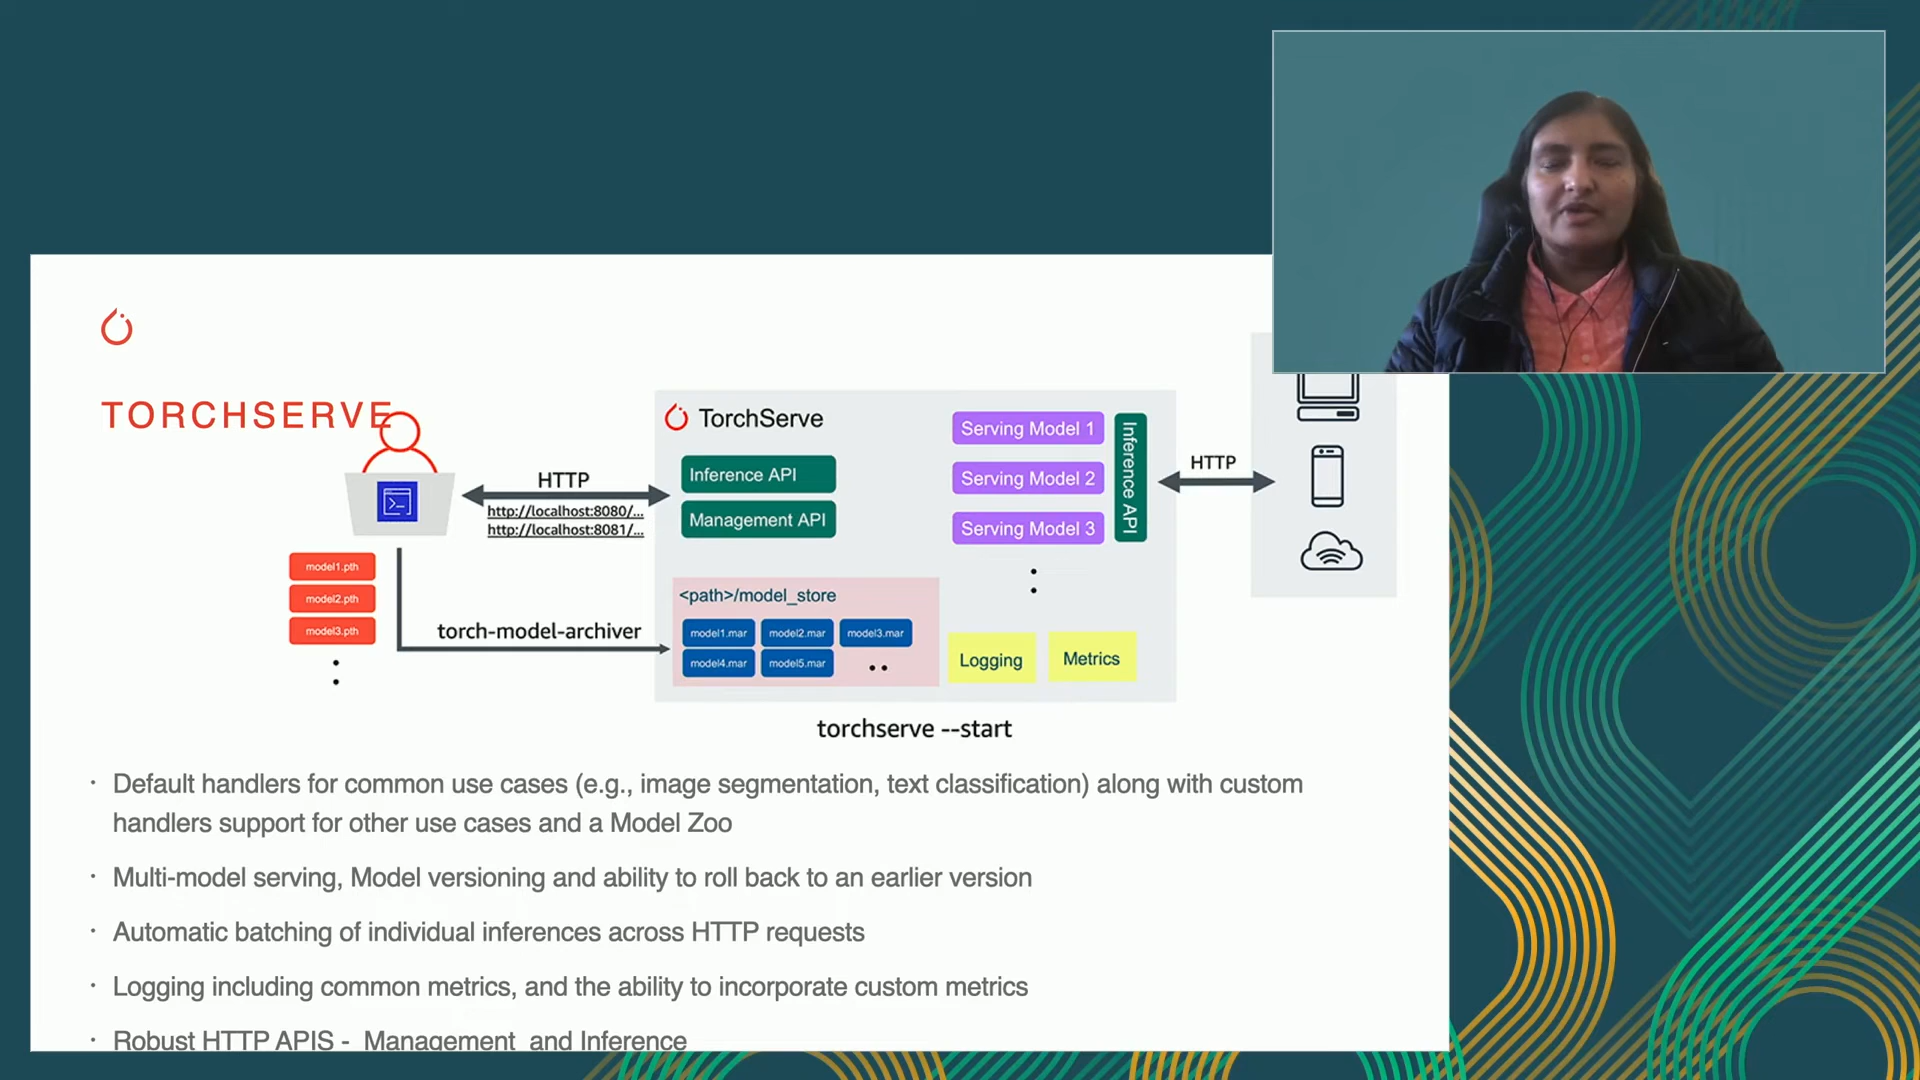 TORCHSERVE
HTTP
http://localhost:8080/...
http://localhost:8081/...
model1.pth
model2.pth
model3.pth
torch-model-archiver
TorchServe
Inference API
Management API
<path>/model_store
model1.mar model2.mar model3.mar
model4.mar model5.mar
Serving Model 1
Serving Model 2
Serving Model 3
Inference API
Logging
Metrics
HTTP
torchserve --start
· Default handlers for common use cases (e.g., image segmentation, text classification) along with custom
handlers support for other use cases and a Model Zoo
· Multi-model serving, Model versioning and ability to roll back to an earlier version
· Automatic batching of individual inferences across HTTP requests
· Logging including common metrics, and the ability to incorporate custom metrics
· Robust HTTP APIS - Management and Inference